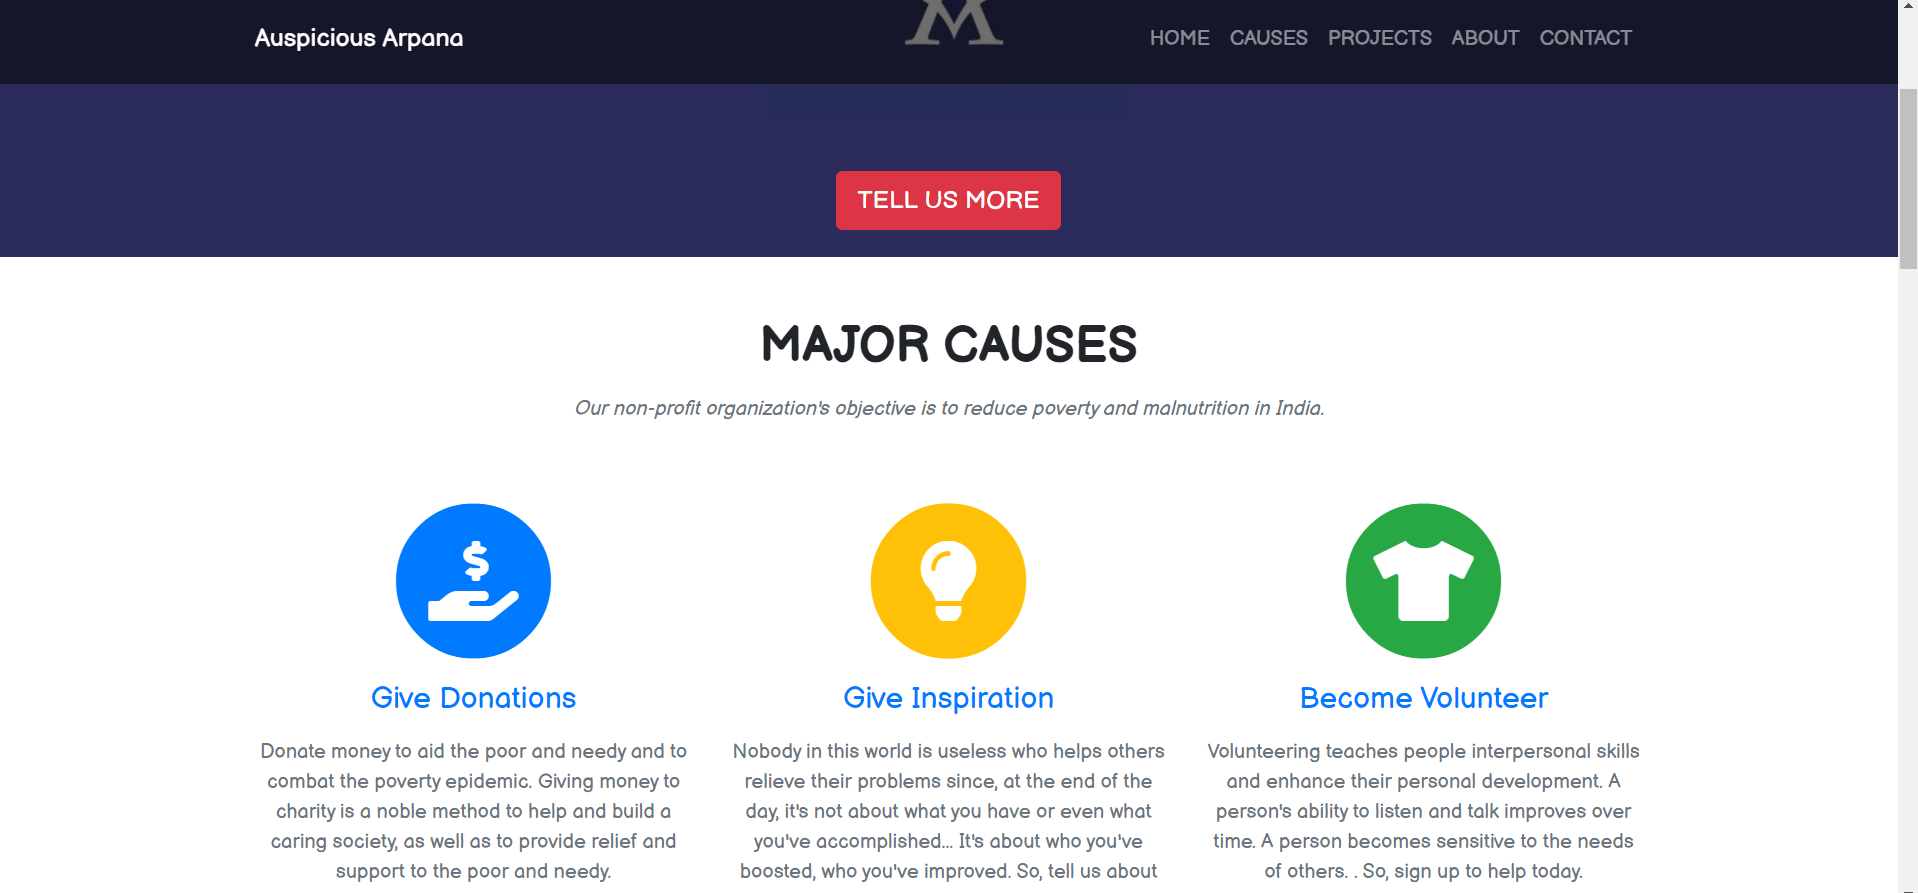 Auspicious Arpana
M
HOME CAUSES PROJECTS ABOUT CONTACT
TELL US MORE
MAJOR CAUSES
Our non-profit organization's objective is to reduce poverty and malnutrition in India.
$
Give Donations
Donate money to aid the poor and needy and to
combat the poverty epidemic. Giving money to
charity is a noble method to help and build a
caring society, as well as to provide relief and
support to the poor and needy.
Give Inspiration
Nobody in this world is useless who helps others
relieve their problems since, at the end of the
day, it's not about what you have or even what
you've accomplished... It's about who you've
boosted, who you've improved. So, tell us about
Become Volunteer
Volunteering teaches people interpersonal skills
and enhance their personal development. A
person's ability to listen and talk improves over
time. A person becomes sensitive to the needs
of others. . So, sign up to help today.